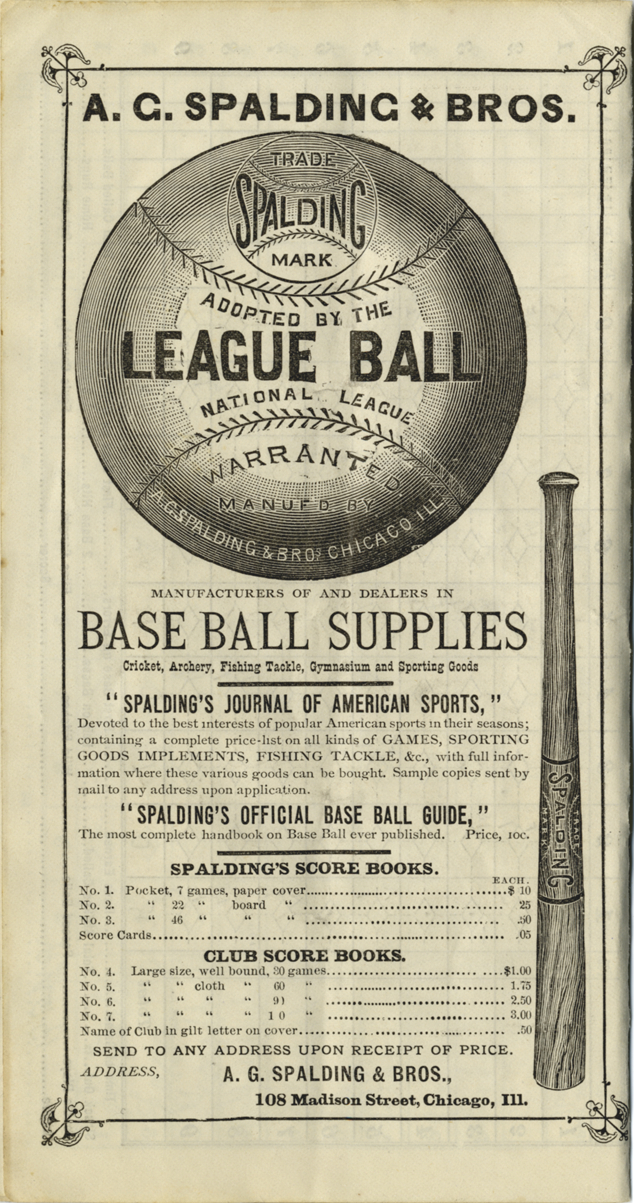 A. G. SPALDING & BROS.
TRADE
SPALDING
MARK
ADOPTED BY THE
LEAGUE BALL
NATIONAL LEAGUE
WARRANTED.
MANUFD BY
A.G. SPALDING & BROS CHICAGO ILL
MANUFACTURERS OF AND DEALERS IN
BASE BALL SUPPLIES
Cricket, Archery, Fishing Tackle, Gymnasium and Sporting Goods
"SPALDING'S JOURNAL OF AMERICAN SPORTS,"
Devoted to the best interests of popular American sports in their seasons;
containing a complete price-list on all kinds of GAMES, SPORTING
GOODS IMPLEMENTS, FISHING TACKLE, &c., with full infor-
mation where these various goods can be bought. Sample copies sent by
mail to any address upon application.
"SPALDING'S OFFICIAL BASE BALL GUIDE,"
The most complete handbook on Base Ball ever published. Price, 10c.
TRADE
SPALDING
MARK
SPALDING'S SCORE BOOKS.
EACH.
No. 1. Pocket, 7 games, paper cover...$ 10
No. 2. " 22 " board " ... 25
No. 3. " 46 " " " ...
Score Cards... .05
CLUB SCORE BOOKS.
No. 4. Large size, well bound, 30 games...$1.00
No. 5. " " cloth " 60 " ... 1.75
No. 6. " " " " " ... 2.50
No. 7. " " " " " ... 3.00
Name of Club in gilt letter on cover... .50
SEND TO ANY ADDRESS UPON RECEIPT OF PRICE.
ADDRESS, A. G. SPALDING & BROS.,
108 Madison Street, Chicago, Ill.